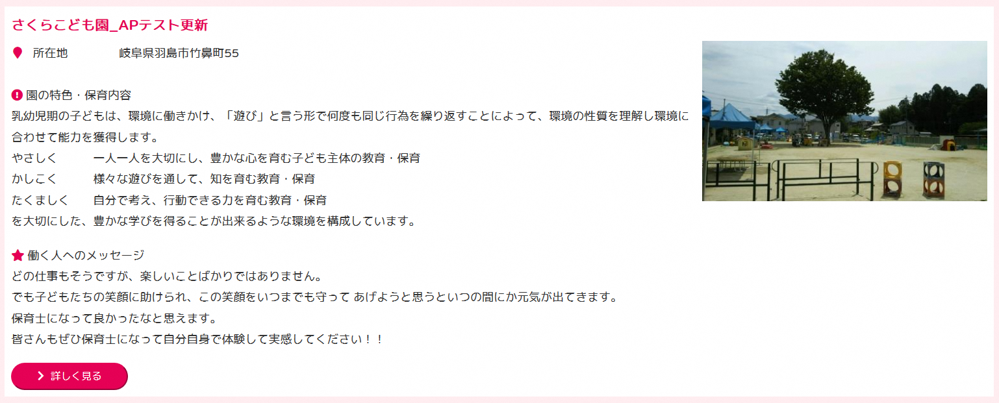 さくらこども園_APテスト更新
所在地 岐阜県羽島市竹鼻町55
園の特色・保育内容
乳幼児期の子どもは、環境に働きかけ、「遊び」と言う形で何度も同じ行為を繰り返すことによって、環境の性質を理解し環境に
合わせて能力を獲得します。
やさしく　　　一人一人を大切にし、豊かな心を育む子ども主体の教育・保育
かしこく　　　様々な遊びを通して、知を育む教育・保育
たくましく　　自分で考え、行動できる力を育む教育・保育
を大切にした、豊かな学びを得ることが出来るような環境を構成しています。
働く人へのメッセージ
どの仕事もそうですが、楽しいことばかりではありません。
でも子どもたちの笑顔に助けられ、この笑顔をいつまでも守って あげようと思うといつの間にか元気が出てきます。
保育士になって良かったなと思えます。
皆さんもぜひ保育士になって自分自身で体験して実感してください！！
詳しく見る